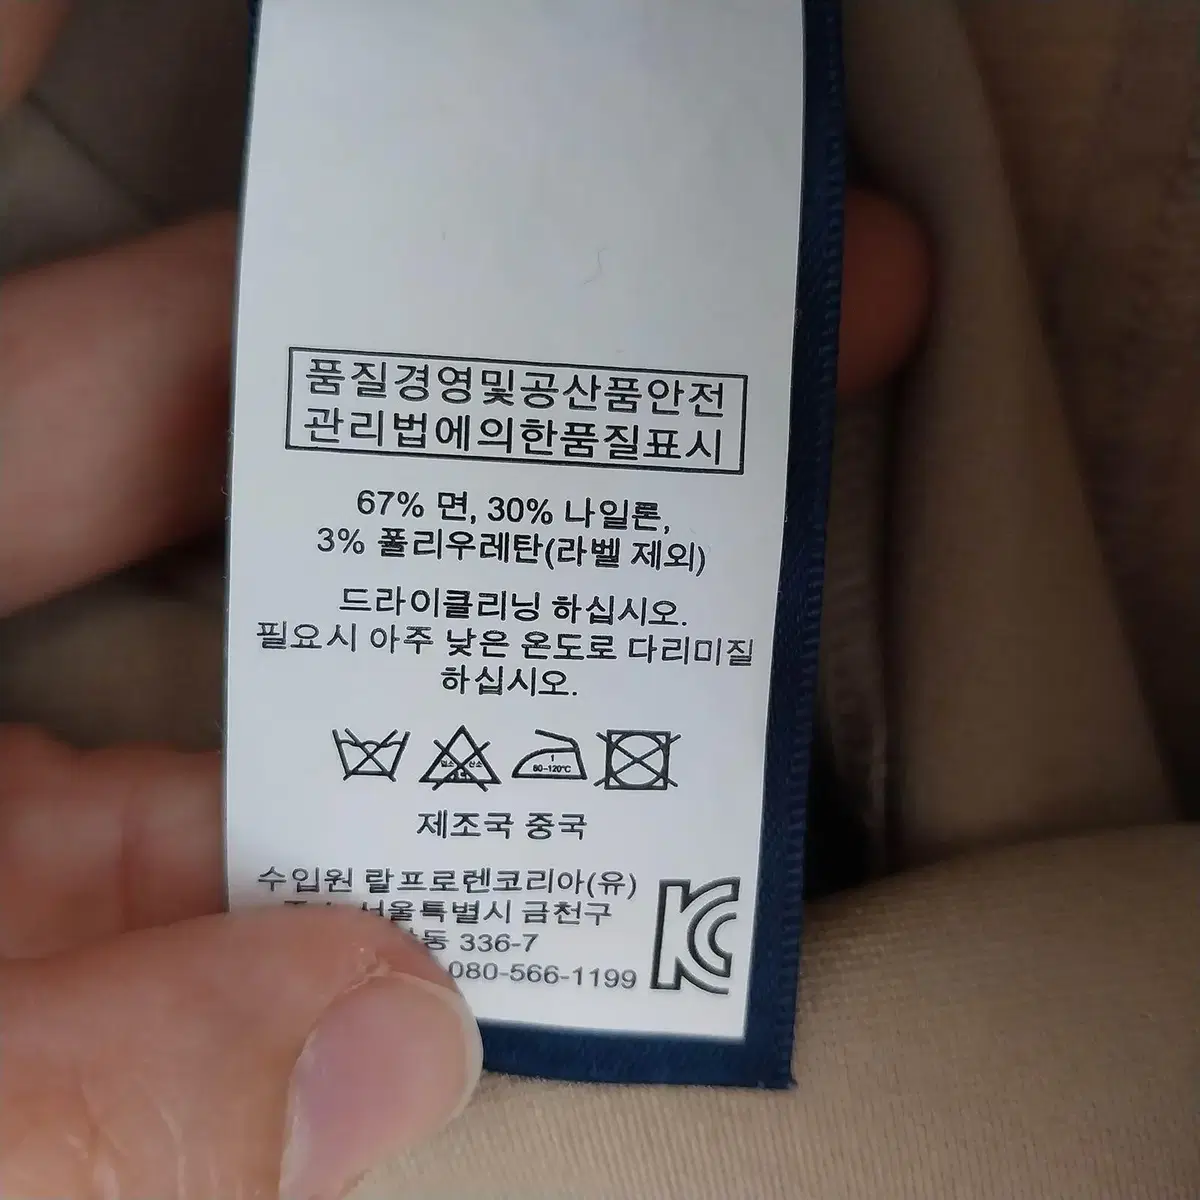 품질경영및공산품안전
관리법에의한품질표시
67% 면, 30% 나일론,
3% 폴리우레탄(라벨 제외)
드라이클리닝 하십시오.
필요시 아주 낮은 온도로 다리미질
하십시오.
1
80-120°C
제조국 중국
수입원 랄프로렌코리아(유)
서울특별시 금천구
336-7
080-566-1199
KC